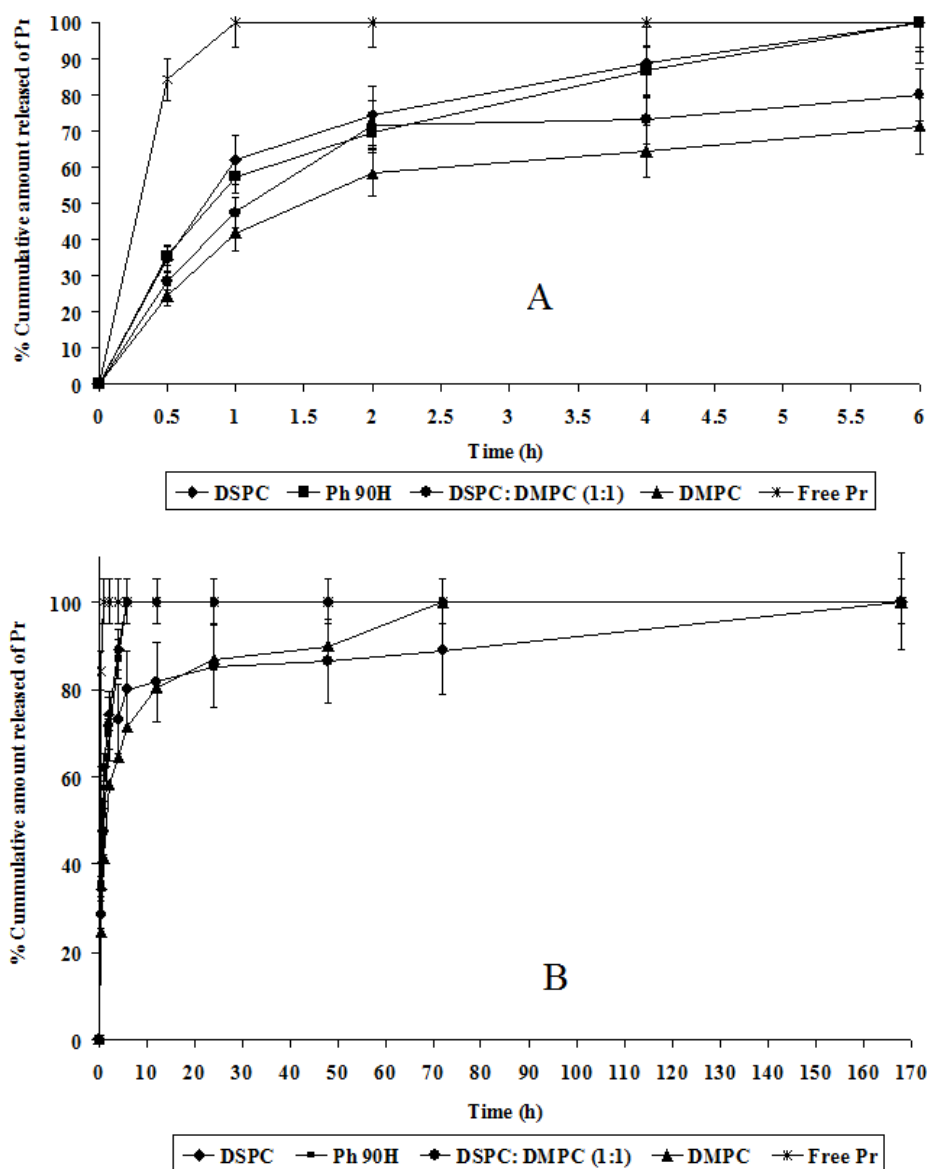 % Cummulative amount released of Pr
100
90
80
70
60
50
40
30
20
10
0
A
0 0.5 1 1.5 2 2.5 3 3.5 4 4.5 5 5.5 6
Time (h)
DSPC Ph 90H DSPC: DMPC (1:1) DMPC Free Pr
% Cummulative amount released of Pr
100
80
60
40
20
0
B
0 10 20 30 40 50 60 70 80 90 100 110 120 130 140 150 160 170
Time (h)
DSPC Ph 90H DSPC: DMPC (1:1) DMPC Free Pr